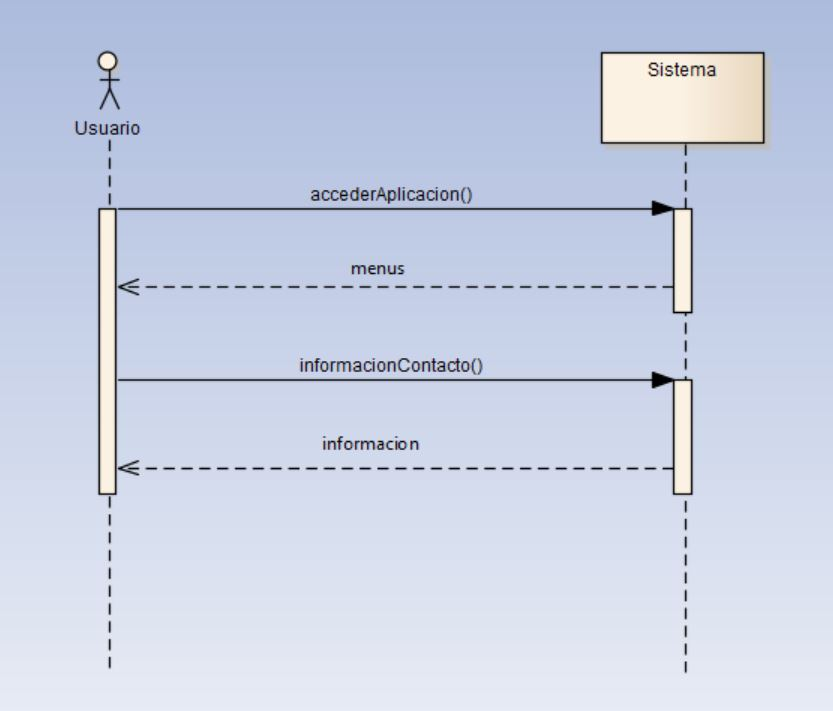 Sistema
Usuario
accederAplicacion()
menus
informacionContacto()
informacion